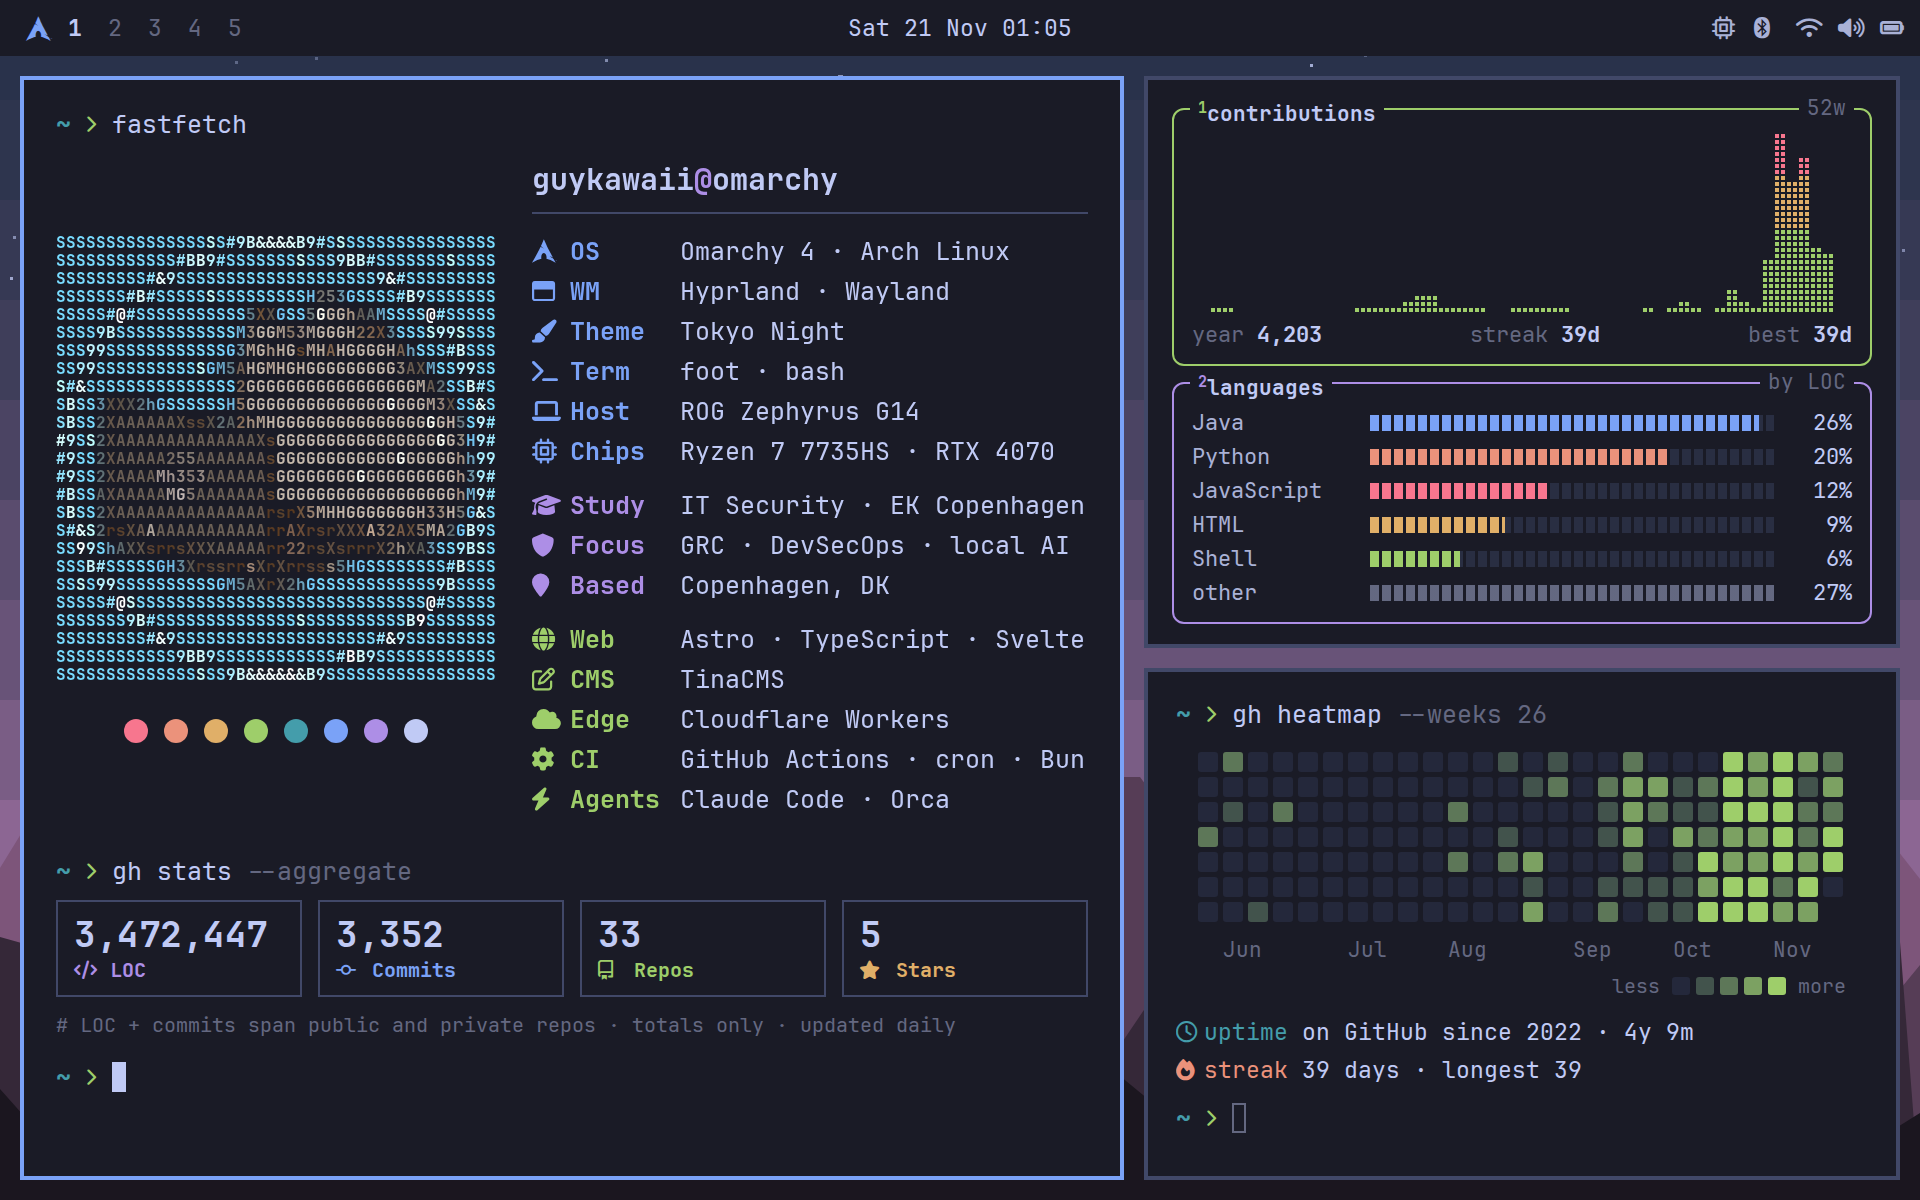 1 2 3 4 5
Sat 21 Nov 01:05
~ > fastfetch
guykawaii@omarchy
OS Omarchy 4 · Arch Linux
WM Hyprland · Wayland
Theme Tokyo Night
Term foot · bash
Host ROG Zephyrus G14
Chips Ryzen 7 7735HS · RTX 4070
Study IT Security · EK Copenhagen
Focus GRC · DevSecOps · local AI
Based Copenhagen, DK
Web Astro · TypeScript · Svelte
CMS TinaCMS
Edge Cloudflare Workers
CI GitHub Actions · cron · Bun
Agents Claude Code · Orca
~ > gh stats --aggregate
3,472,447
LOC
3,352
Commits
33
Repos
5
Stars
# LOC + commits span public and private repos · totals only · updated daily
~ >
1contributions 52w
year 4,203 streak 39d best 39d
2languages by LOC
Java 26%
Python 20%
JavaScript 12%
HTML 9%
Shell 6%
other 27%
~ > gh heatmap --weeks 26
Jun Jul Aug Sep Oct Nov
less more
uptime on GitHub since 2022 · 4y 9m
streak 39 days · longest 39
~ >